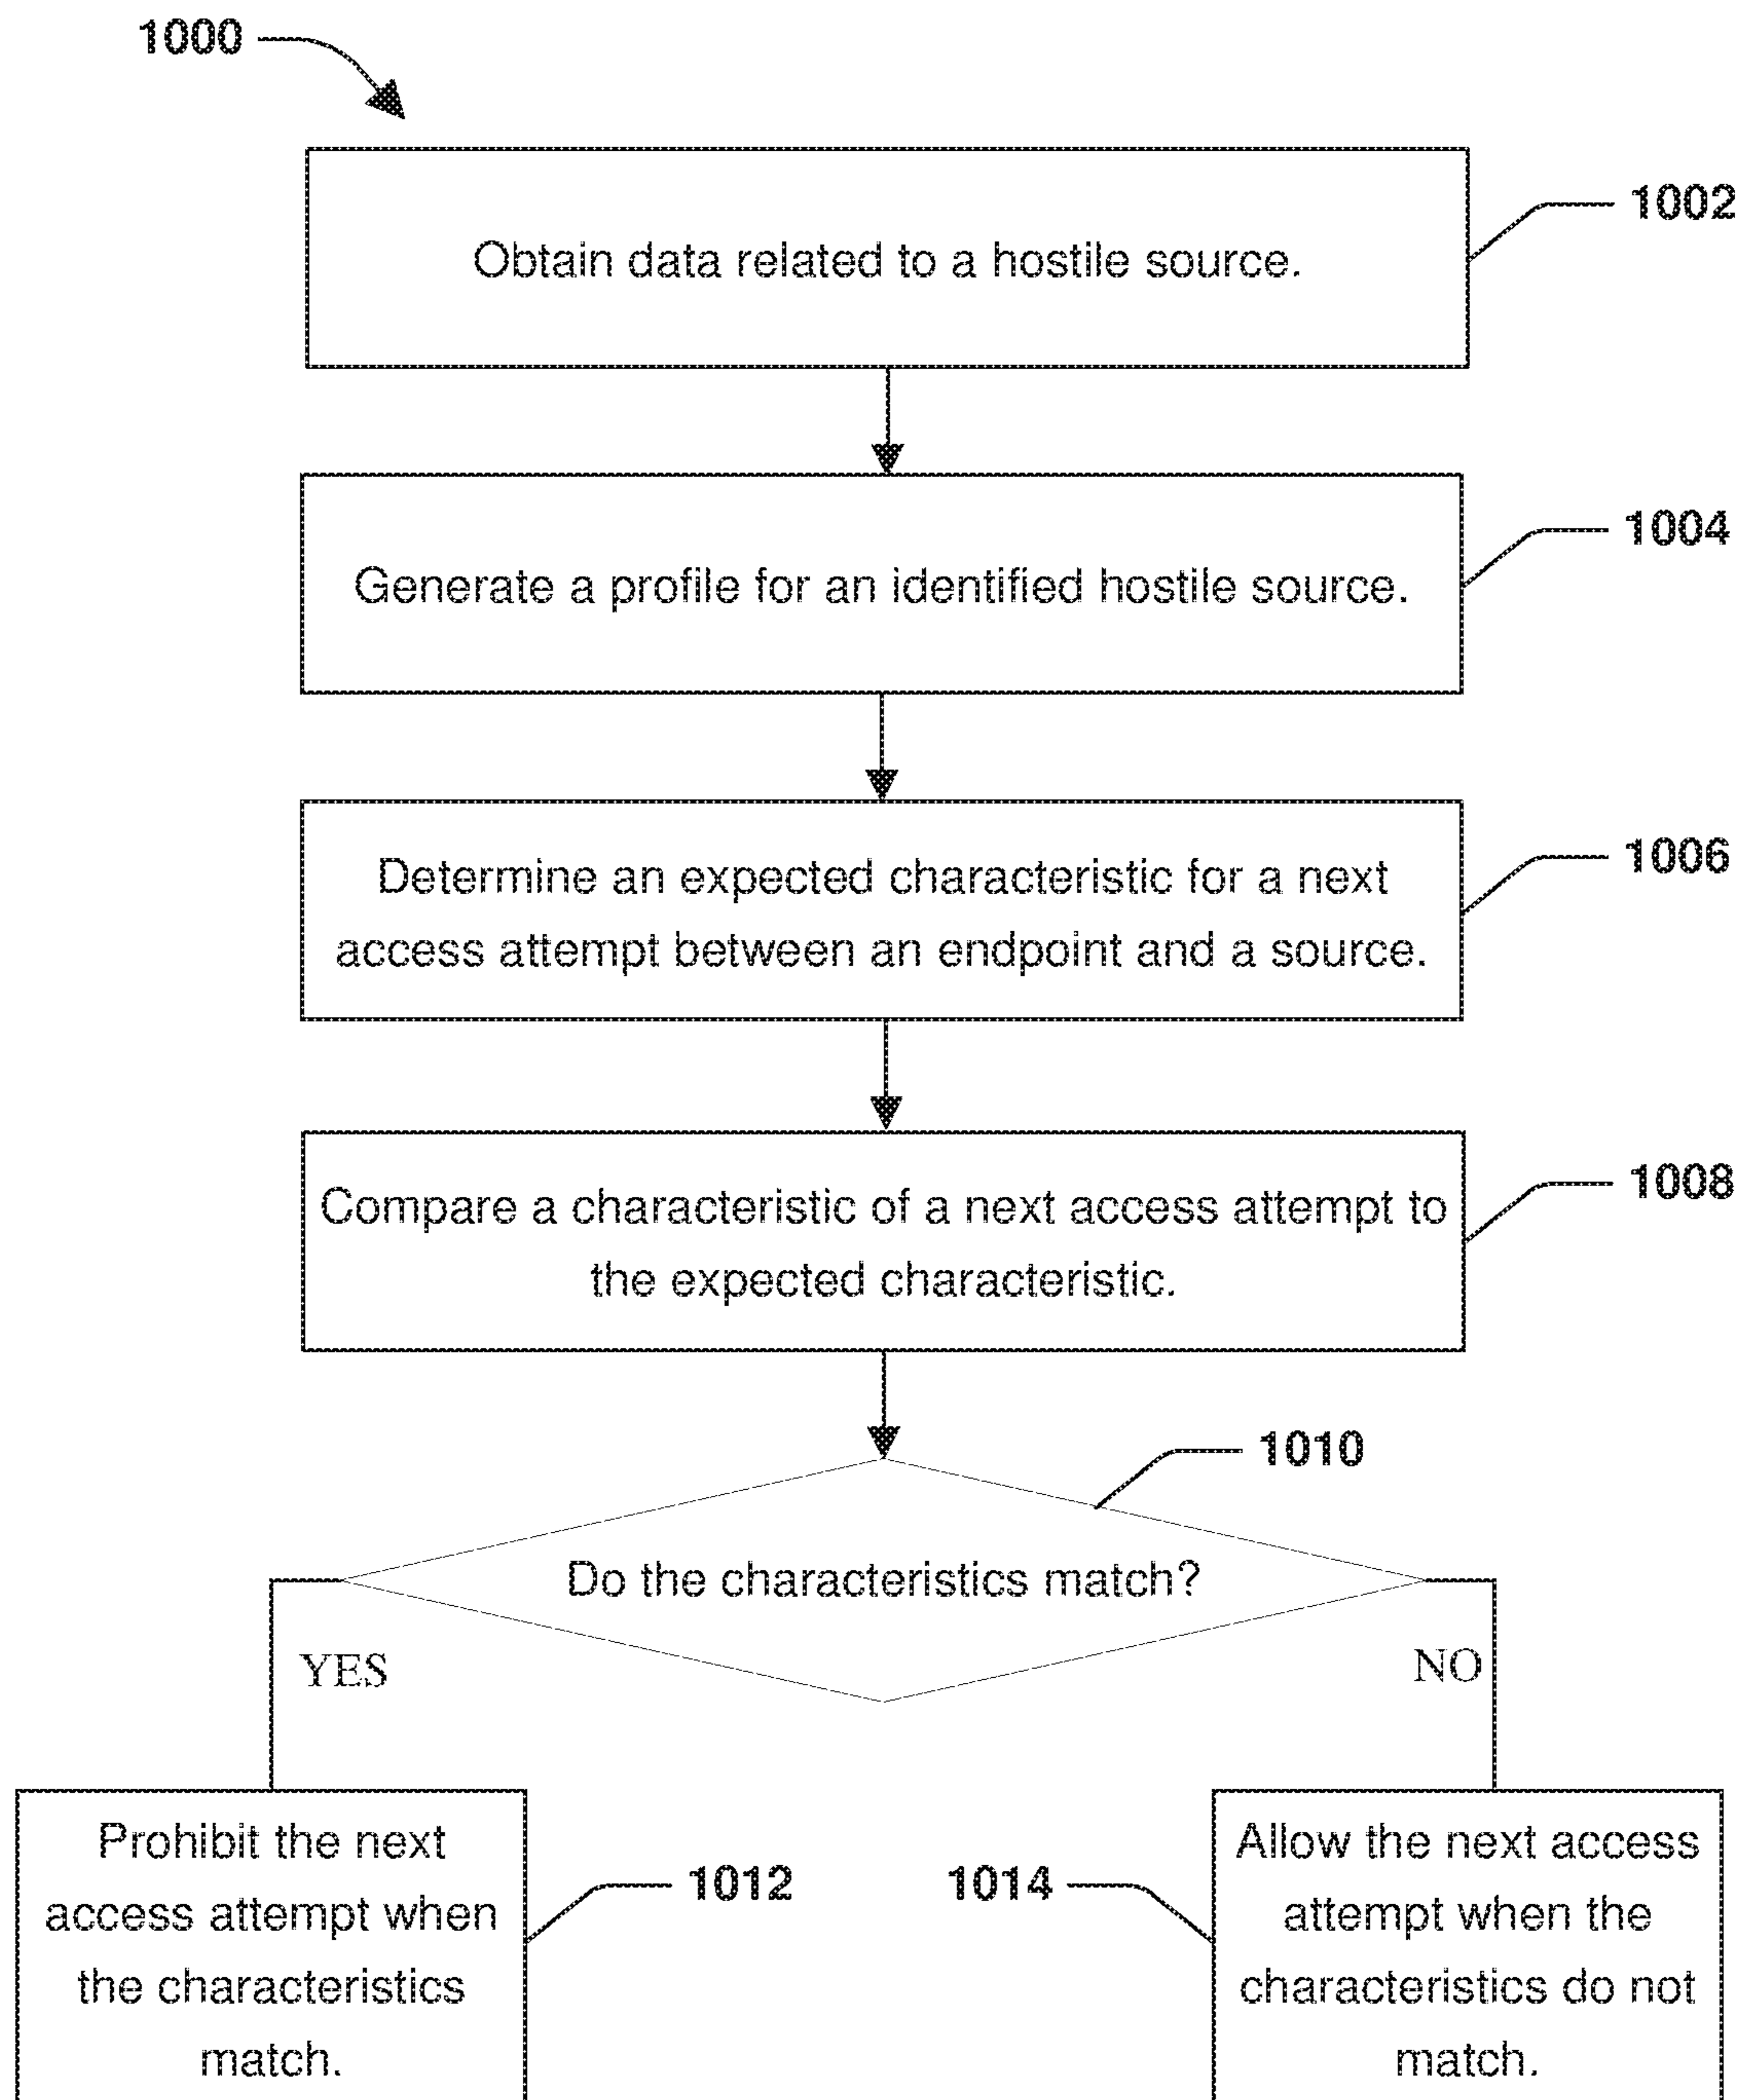 1000
Obtain data related to a hostile source.
1002
Generate a profile for an identified hostile source.
1004
Determine an expected characteristic for a next
access attempt between an endpoint and a source.
1006
Compare a characteristic of a next access attempt to
the expected characteristic.
1008
1010
Do the characteristics match?
YES
NO
Prohibit the next
access attempt when
the characteristics
match.
1012
1014
Allow the next access
attempt when the
characteristics do not
match.